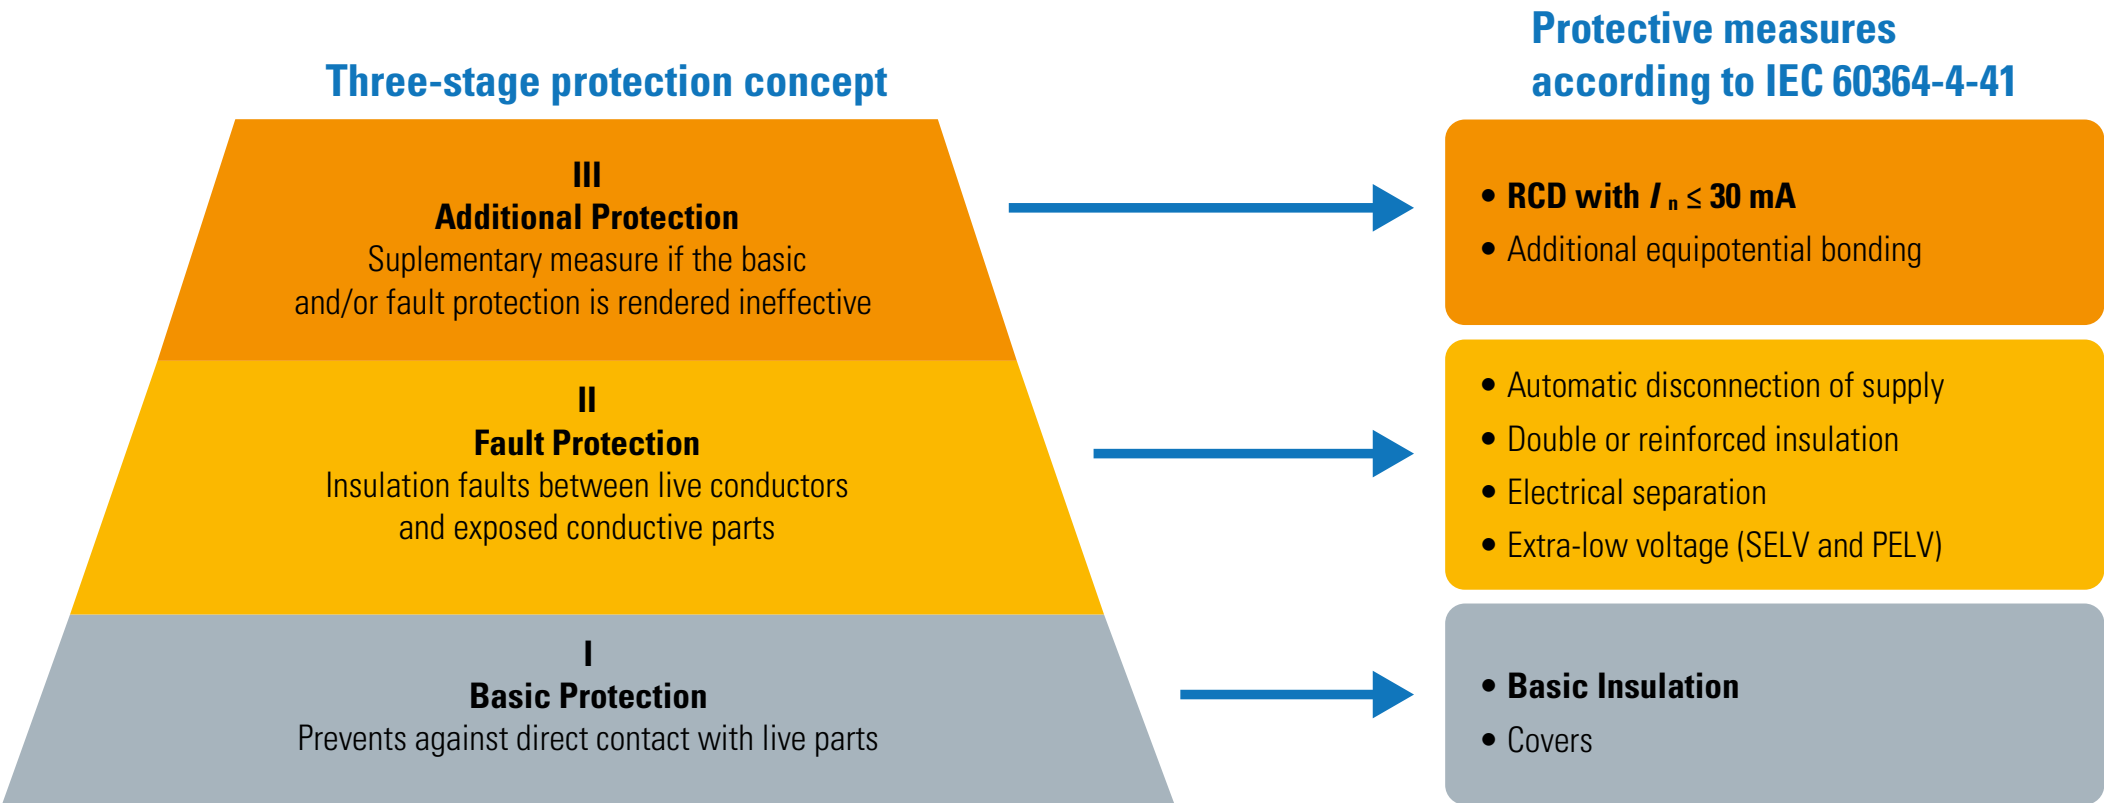 Three-stage protection concept
III
Additional Protection
Suplementary measure if the basic
and/or fault protection is rendered ineffective
II
Fault Protection
Insulation faults between live conductors
and exposed conductive parts
I
Basic Protection
Prevents against direct contact with live parts
Protective measures
according to IEC 60364-4-41
• RCD with I n ≤ 30 mA
• Additional equipotential bonding
• Automatic disconnection of supply
• Double or reinforced insulation
• Electrical separation
• Extra-low voltage (SELV and PELV)
• Basic Insulation
• Covers